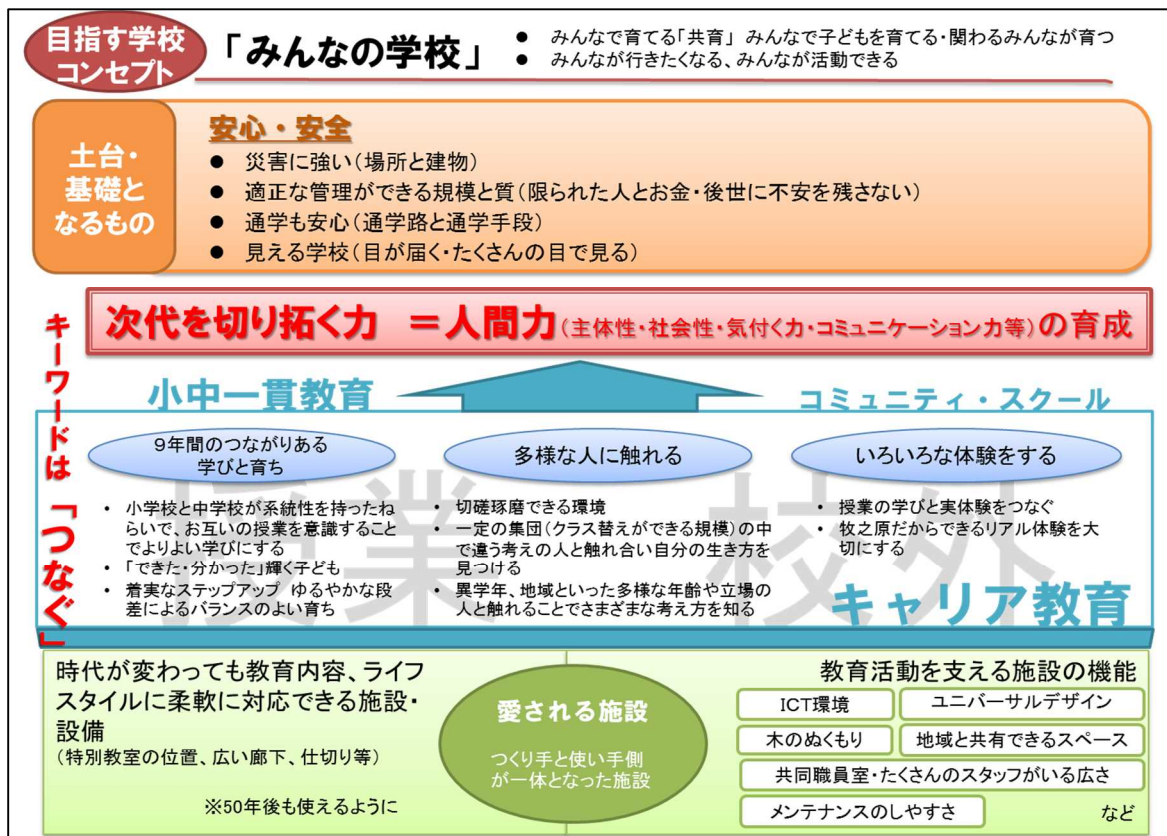 目指す学校
コンセプト
「みんなの学校」
● みんなで育てる「共育」 みんなで子どもを育てる・関わるみんなが育つ
● みんなが行きたくなる、みんなが活動できる
土台・
基礎と
なるもの
安心・安全
● 災害に強い(場所と建物)
● 適正な管理ができる規模と質(限られた人とお金・後世に不安を残さない)
● 通学も安心(通学路と通学手段)
● 見える学校(目が届く・たくさんの目で見る)
キーワードは「つなぐ」
次代を切り拓く力 =人間力(主体性・社会性・気付く力・コミュニケーション力等)の育成
小中一貫教育
コミュニティ・スクール
授業
校外
9年間のつながりある
学びと育ち
• 小学校と中学校が系統性を持ったね
らいで、お互いの授業を意識すること
でよりよい学びにする
• 「できた・分かった」輝く子ども
• 着実なステップアップ ゆるやかな段
差によるバランスのよい育ち
多様な人に触れる
• 切磋琢磨できる環境
• 一定の集団(クラス替えができる規模)の中
で違う考えの人と触れ合い自分の生き方を
見つける
• 異学年、地域といった多様な年齢や立場の
人と触れることでさまざまな考え方を知る
いろいろな体験をする
• 授業の学びと実体験をつなぐ
• 牧之原だからできるリアル体験を大
切にする
キャリア教育
時代が変わっても教育内容、ライフ
スタイルに柔軟に対応できる施設・
設備
(特別教室の位置、広い廊下、仕切り等)
※50年後も使えるように
愛される施設
つくり手と使い手側
が一体となった施設
教育活動を支える施設の機能
ICT環境
ユニバーサルデザイン
木のぬくもり
地域と共有できるスペース
共同職員室・たくさんのスタッフがいる広さ
メンテナンスのしやすさ
など